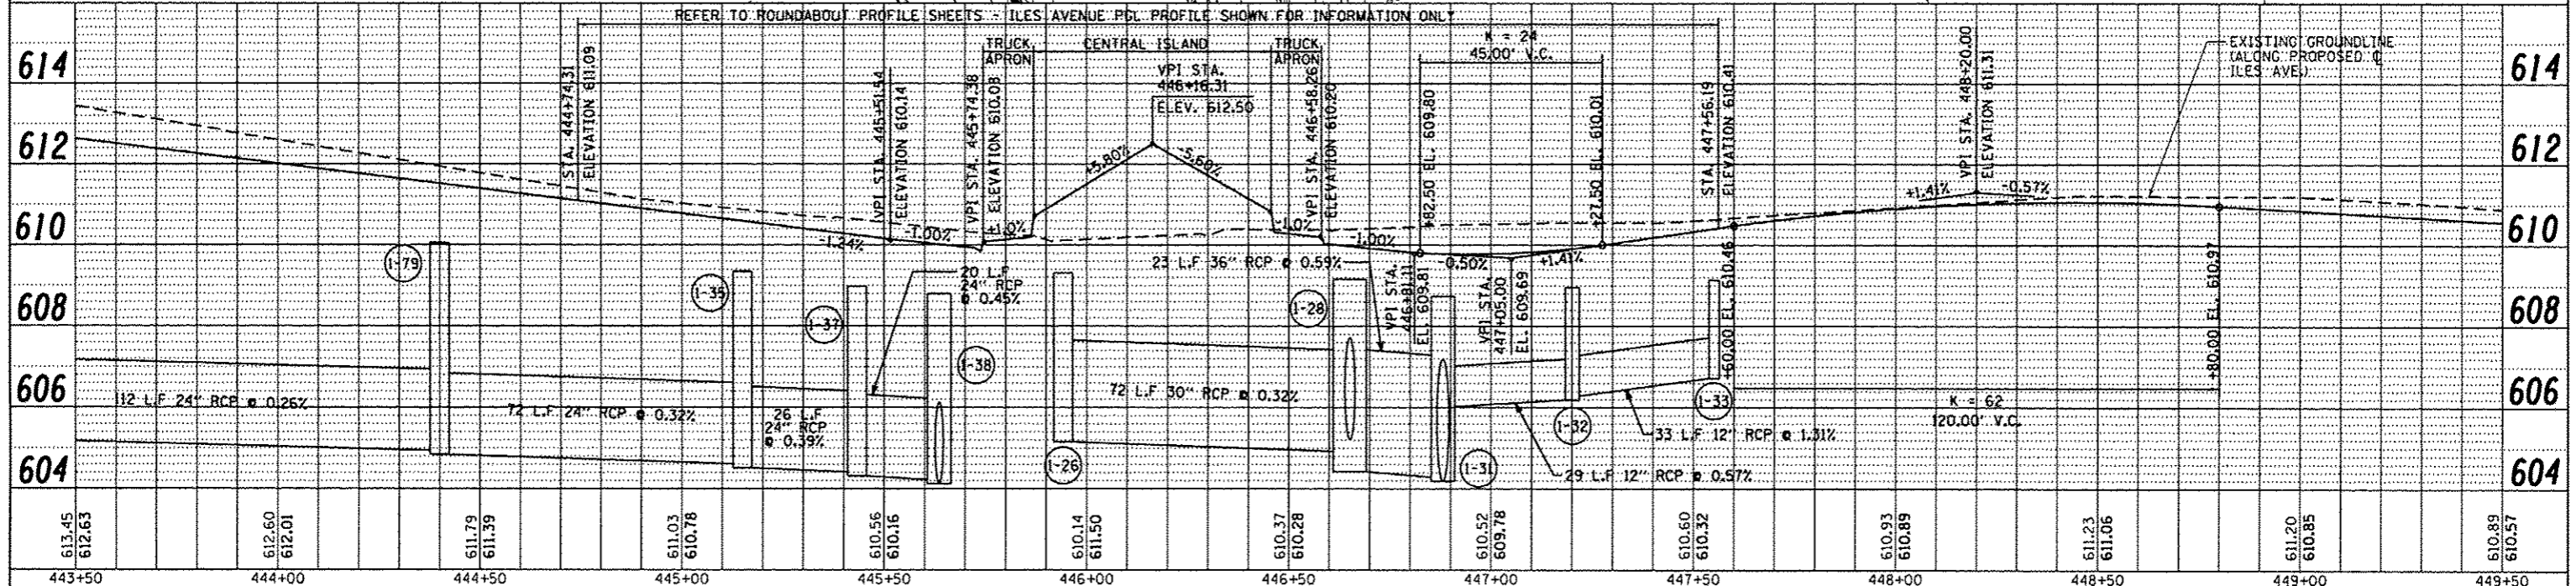 REFER TO ROUNDABOUT PROFILE SHEETS - ILES AVENUE PGL PROFILE SHOWN FOR INFORMATION ONLY
TRUCK
APRON
CENTRAL ISLAND
TRUCK
APRON
K = 24
45.00' V.C.
EXISTING GROUNDLINE
(ALONG PROPOSED ℄
ILES AVE.)
614
614
612
612
610
610
608
608
606
606
604
604
STA. 444+74.31
ELEVATION 611.09
VPI STA. 445+51.54
ELEVATION 610.14
VPI STA. 445+74.38
ELEVATION 610.08
VPI STA.
446+16.31
ELEV. 612.50
VPI STA. 446+58.26
ELEVATION 610.20
+82.50 EL. 609.80
+27.50 EL. 610.01
STA. 447+56.19
ELEVATION 610.41
VPI STA. 448+20.00
ELEVATION 611.31
-1.24%
-1.00%
+1.0%
+5.80%
-5.60%
-1.0%
-1.00%
-0.50%
+1.41%
+1.41%
-0.57%
VPI STA.
446+81.11
EL. 609.81
VPI STA.
447+05.00
EL. 609.69
+60.00 EL. 610.46
+80.00 EL. 610.97
K = 62
120.00' V.C.
1-79
1-35
1-37
1-38
1-26
1-28
1-31
1-32
1-33
112 L.F 24" RCP @ 0.26%
72 L.F 24" RCP @ 0.32%
26 L.F
24" RCP
@ 0.39%
20 L.F
24" RCP
@ 0.45%
72 L.F 30" RCP @ 0.32%
23 L.F 36" RCP @ 0.59%
33 L.F 12" RCP @ 1.31%
29 L.F 12" RCP @ 0.57%
613.45
612.63
612.60
612.01
611.79
611.39
611.03
610.78
610.56
610.16
610.14
611.50
610.37
610.28
610.52
609.78
610.60
610.32
610.93
610.89
611.23
611.06
611.20
610.85
610.89
610.57
443+50 444+00 444+50 445+00 445+50 446+00 446+50 447+00 447+50 448+00 448+50 449+00 449+50